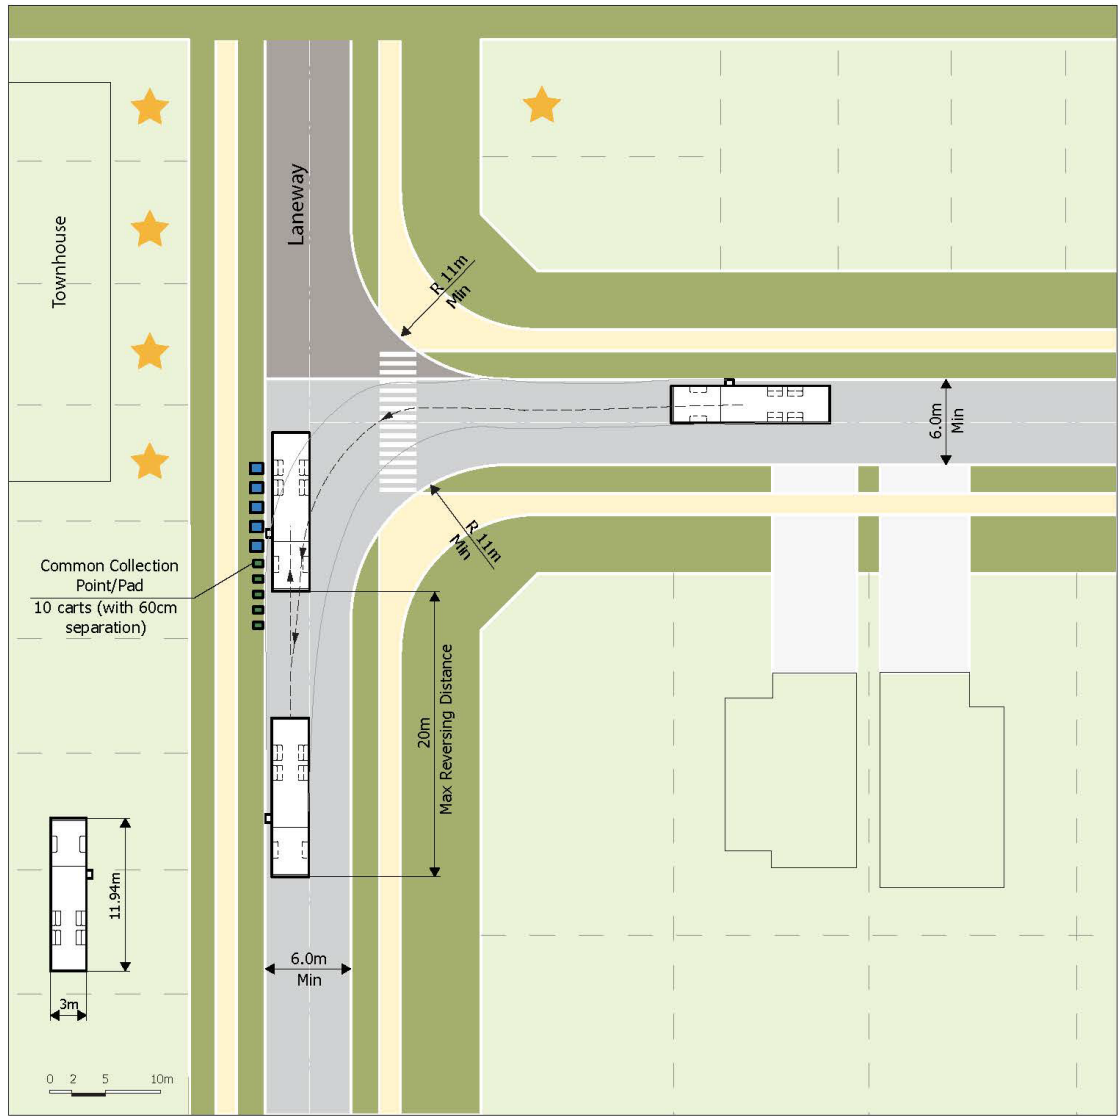 Laneway
Townhouse
R 11m
Min
6.0m
Min
R 11m
Min
Common Collection
Point/Pad
10 carts (with 60cm
separation)
20m
Max Reversing Distance
11.94m
3m
6.0m
Min
0 2 5 10m